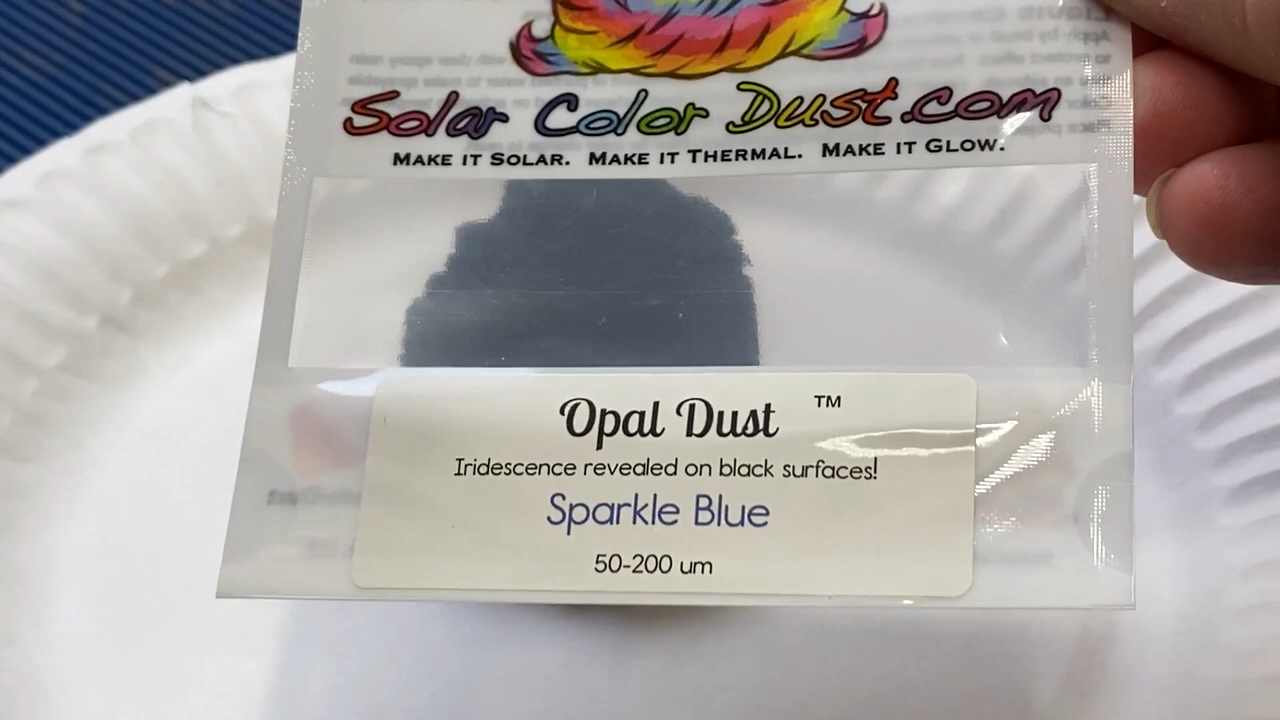 Solar Color Dust.com
MAKE IT SOLAR. MAKE IT THERMAL. MAKE IT GLOW.
Opal Dust ™
Iridescence revealed on black surfaces!
Sparkle Blue
50-200 um